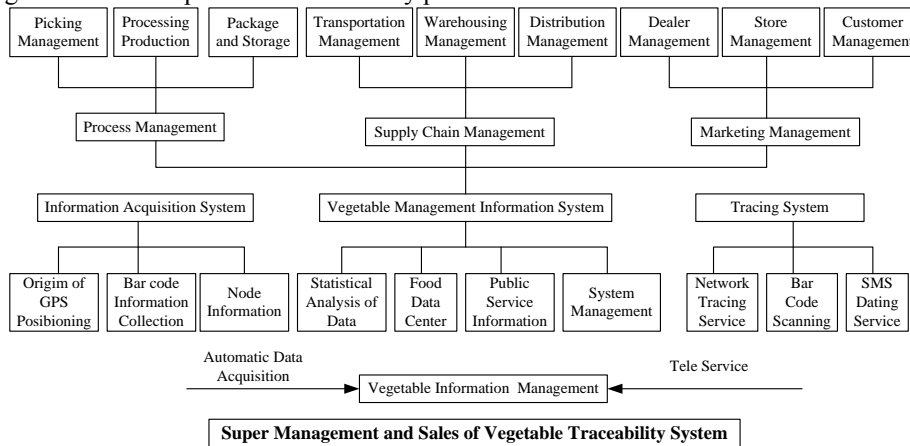 Picking
Management
Processing
Production
Package
and Storage
Transportation
Management
Warehousing
Management
Distribution
Management
Dealer
Management
Store
Management
Customer
Management
Process Management
Supply Chain Management
Marketing Management
Information Acquisition System
Vegetable Management Information System
Tracing System
Origim of
GPS
Posibioning
Bar code
Information
Collection
Node
Information
Statistical
Analysis of
Data
Food
Data
Center
Public
Service
Information
System
Management
Network
Tracing
Service
Bar
Code
Scanning
SMS
Dating
Service
Automatic Data
Acquisition
Vegetable Information Management
Tele Service
Super Management and Sales of Vegetable Traceability System